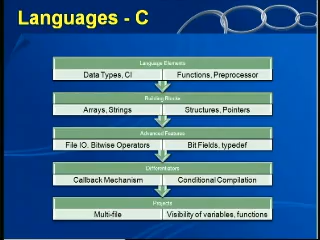 Languages - C
Language Elements
Data Types, CI
Functions, Preprocessor
Building Blocks
Arrays, Strings
Structures, Pointers
Advanced Features
File IO. Bitwise Operators
Bit Fields, typedef
Differentiators
Callback Mechanism
Conditional Compilation
Projects
Multi-file
Visibility of variables, functions